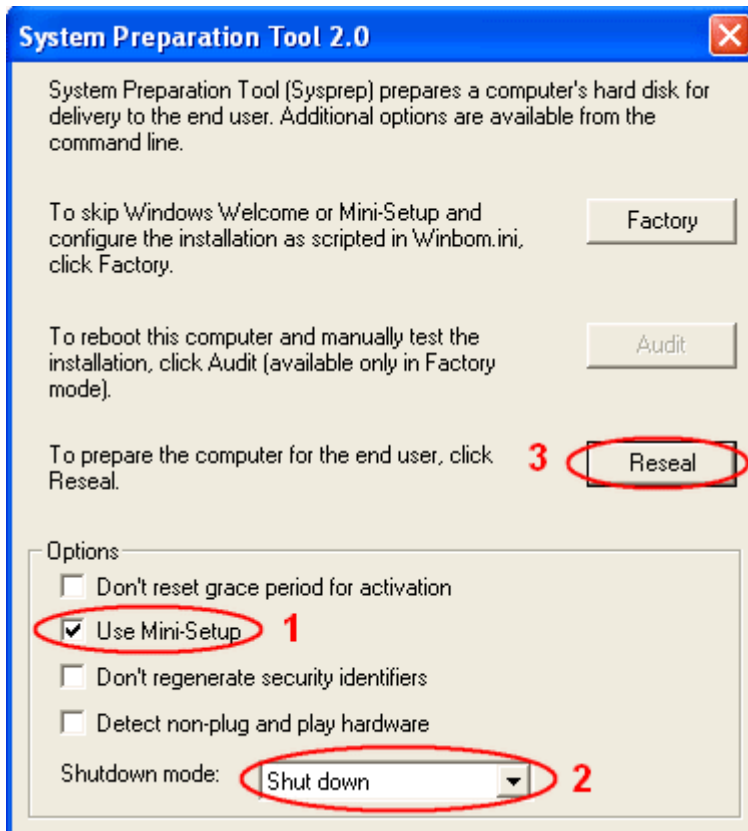 System Preparation Tool 2.0
System Preparation Tool (Sysprep) prepares a computer's hard disk for
delivery to the end user. Additional options are available from the
command line.
To skip Windows Welcome or Mini-Setup and
configure the installation as scripted in Winbom.ini,
click Factory.
Factory
To reboot this computer and manually test the
installation, click Audit (available only in Factory
mode).
Audit
To prepare the computer for the end user, click
Reseal.
3
Reseal
Options
Don't reset grace period for activation
Use Mini-Setup
1
Don't regenerate security identifiers
Detect non-plug and play hardware
Shutdown mode:
Shut down
2